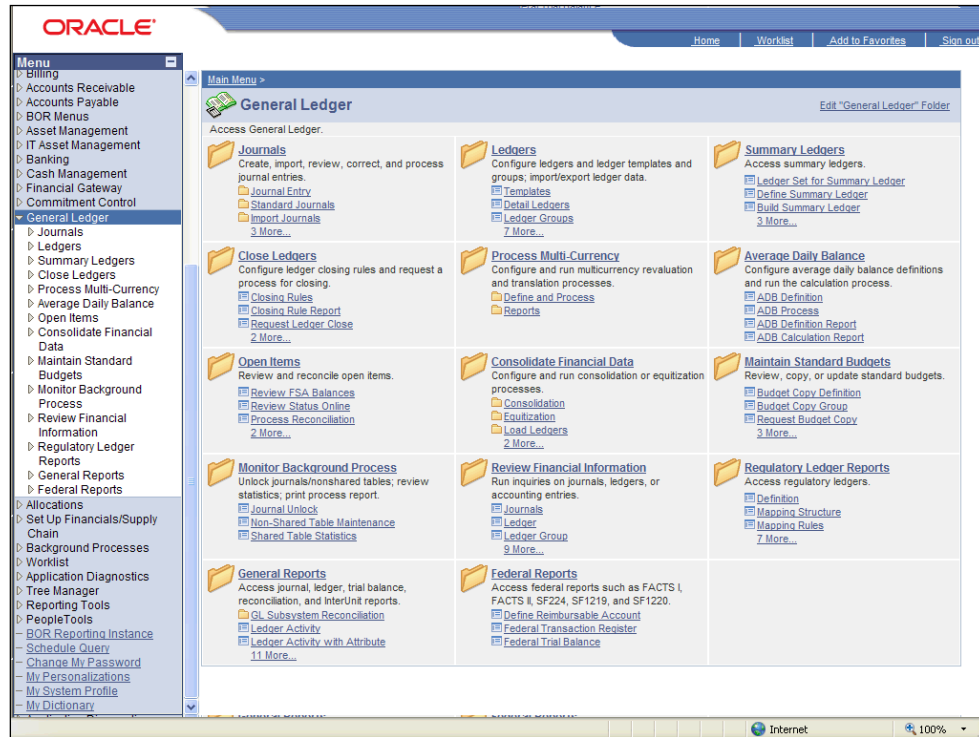 ORACLE
Home
Worklist
Add to Favorites
Sign out
Menu
Billing
Accounts Receivable
Accounts Payable
BOR Menus
Asset Management
IT Asset Management
Banking
Cash Management
Financial Gateway
Commitment Control
General Ledger
Journals
Ledgers
Summary Ledgers
Close Ledgers
Process Multi-Currency
Average Daily Balance
Open Items
Consolidate Financial
Data
Maintain Standard
Budgets
Monitor Background
Process
Review Financial
Information
Regulatory Ledger
Reports
General Reports
Federal Reports
Allocations
Set Up Financials/Supply
Chain
Background Processes
Worklist
Application Diagnostics
Tree Manager
Reporting Tools
PeopleTools
BOR Reporting Instance
Schedule Query
Change My Password
My Personalizations
My System Profile
My Dictionary
Main Menu >
General Ledger
Edit "General Ledger" Folder
Access General Ledger.
Journals
Create, import, review, correct, and process
journal entries.
Journal Entry
Standard Journals
Import Journals
3 More...
Ledgers
Configure ledgers and ledger templates and
groups; import/export ledger data.
Templates
Detail Ledgers
Ledger Groups
7 More...
Summary Ledgers
Access summary ledgers.
Ledger Set for Summary Ledger
Define Summary Ledger
Build Summary Ledger
3 More...
Close Ledgers
Configure ledger closing rules and request a
process for closing.
Closing Rules
Closing Rule Report
Request Ledger Close
2 More...
Process Multi-Currency
Configure and run multicurrency revaluation
and translation processes.
Define and Process
Reports
Average Daily Balance
Configure average daily balance definitions
and run the calculation process.
ADB Definition
ADB Process
ADB Definition Report
ADB Calculation Report
Open Items
Review and reconcile open items.
Review FSA Balances
Review Status Online
Process Reconciliation
2 More...
Consolidate Financial Data
Configure and run consolidation or equitization
processes.
Consolidation
Equitization
Load Ledgers
2 More...
Maintain Standard Budgets
Review, copy, or update standard budgets.
Budget Copy Definition
Budget Copy Group
Request Budget Copy
3 More...
Monitor Background Process
Unlock journals/nonshared tables; review
statistics; print process report.
Journal Unlock
Non-Shared Table Maintenance
Shared Table Statistics
Review Financial Information
Run inquiries on journals, ledgers, or
accounting entries.
Journals
Ledger
Ledger Group
9 More...
Regulatory Ledger Reports
Access regulatory ledgers.
Definition
Mapping Structure
Mapping Rules
7 More...
General Reports
Access journal, ledger, trial balance,
reconciliation, and InterUnit reports.
GL Subsystem Reconciliation
Ledger Activity
Ledger Activity with Attribute
11 More...
Federal Reports
Access federal reports such as FACTS I,
FACTS II, SF224, SF1219, and SF1220.
Define Reimbursable Account
Federal Transaction Register
Federal Trial Balance
Internet
100%